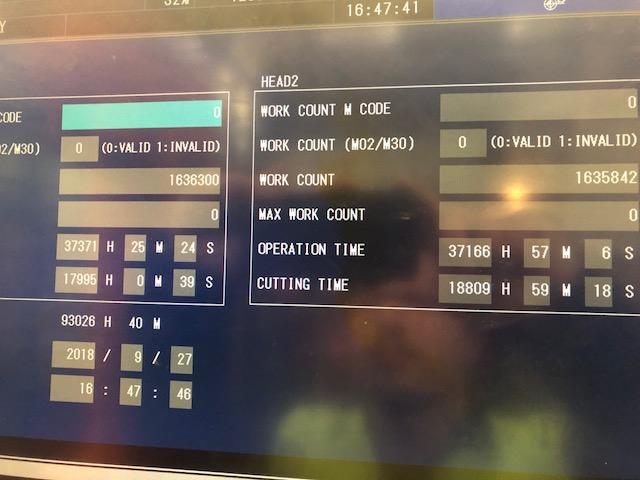 32%
16:47:41
Y
HEAD2
CODE 0
WORK COUNT M CODE 0
02/M30) 0 (0:VALID 1:INVALID)
WORK COUNT (M02/M30) 0 (0:VALID 1:INVALID)
1636300
WORK COUNT 1635842
0
MAX WORK COUNT 0
37371 H 25 M 24 S
OPERATION TIME 37166 H 57 M 6 S
17995 H 0 M 39 S
CUTTING TIME 18809 H 59 M 18 S
93026 H 40 M
2018 / 9 / 27
16 : 47 : 46